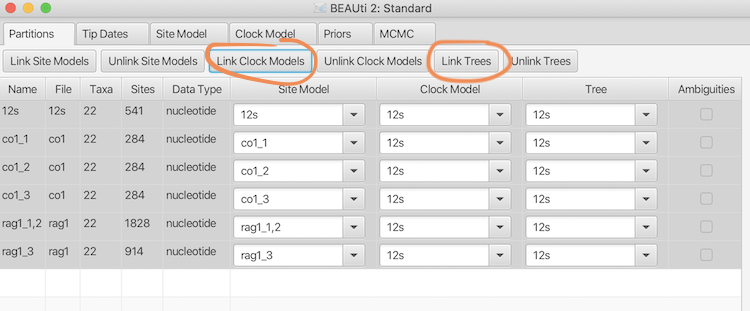 BEAUti 2: Standard
Partitions Tip Dates Site Model Clock Model Priors MCMC
Link Site Models Unlink Site Models Link Clock Models Unlink Clock Models Link Trees Unlink Trees
Name File Taxa Sites Data Type Site Model Clock Model Tree Ambiguities
12s 12s 22 541 nucleotide 12s 12s 12s
co1_1 co1 22 284 nucleotide co1_1 12s 12s
co1_2 co1 22 284 nucleotide co1_2 12s 12s
co1_3 co1 22 284 nucleotide co1_3 12s 12s
rag1_1,2 rag1 22 1828 nucleotide rag1_1,2 12s 12s
rag1_3 rag1 22 914 nucleotide rag1_3 12s 12s